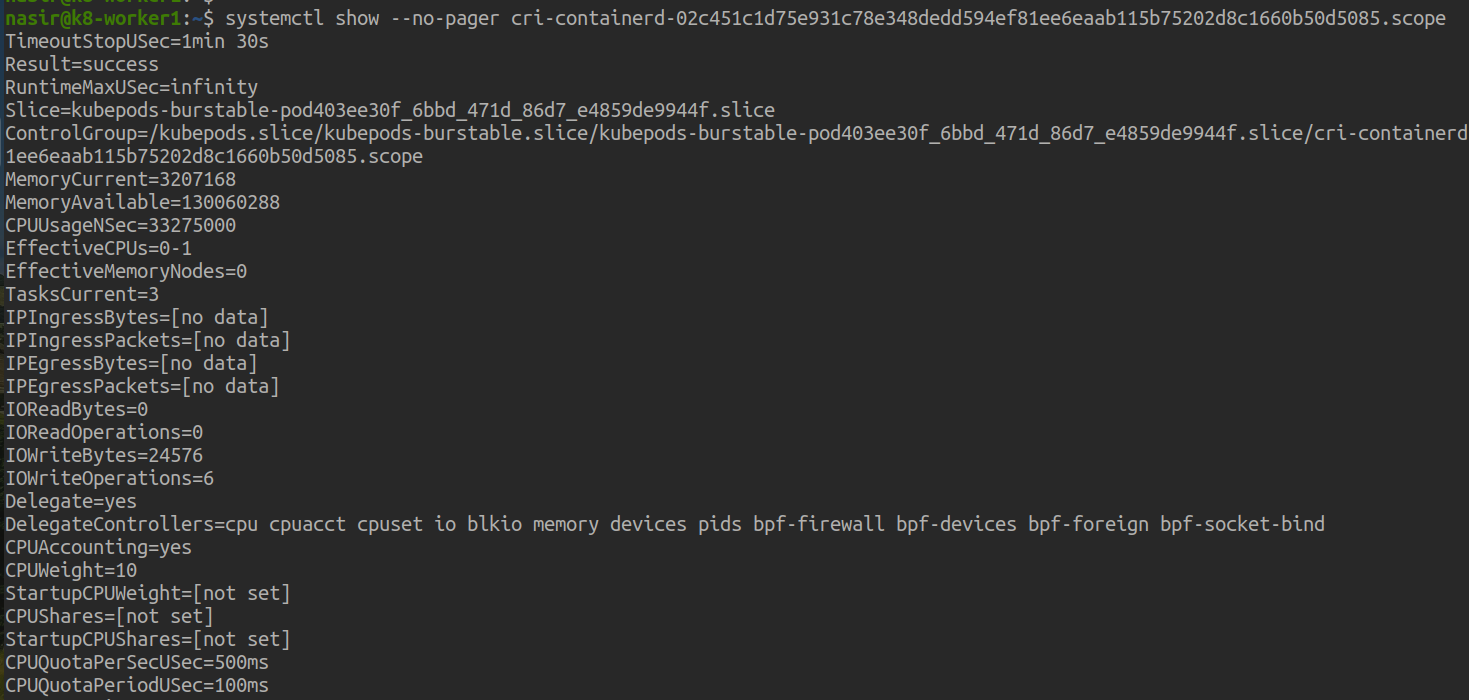 nasir@k8-worker1:~$ systemctl show --no-pager cri-containerd-02c451c1d75e931c78e348dedd594ef81ee6eaab115b75202d8c1660b50d5085.scope
TimeoutStopUSec=1min 30s
Result=success
RuntimeMaxUSec=infinity
Slice=kubepods-burstable-pod403ee30f_6bbd_471d_86d7_e4859de9944f.slice
ControlGroup=/kubepods.slice/kubepods-burstable.slice/kubepods-burstable-pod403ee30f_6bbd_471d_86d7_e4859de9944f.slice/cri-containerd
1ee6eaab115b75202d8c1660b50d5085.scope
MemoryCurrent=3207168
MemoryAvailable=130060288
CPUUsageNSec=33275000
EffectiveCPUs=0-1
EffectiveMemoryNodes=0
TasksCurrent=3
IPIngressBytes=[no data]
IPIngressPackets=[no data]
IPEgressBytes=[no data]
IPEgressPackets=[no data]
IOReadBytes=0
IOReadOperations=0
IOWriteBytes=24576
IOWriteOperations=6
Delegate=yes
DelegateControllers=cpu cpuacct cpuset io blkio memory devices pids bpf-firewall bpf-devices bpf-foreign bpf-socket-bind
CPUAccounting=yes
CPUWeight=10
StartupCPUWeight=[not set]
CPUShares=[not set]
StartupCPUShares=[not set]
CPUQuotaPerSecUSec=500ms
CPUQuotaPeriodUSec=100ms